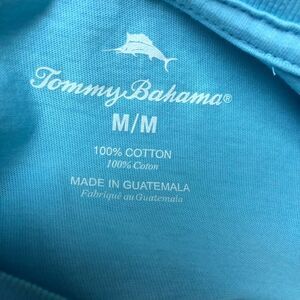 Tommy Bahama®
M/M
100% COTTON
100% Coton
MADE IN GUATEMALA
Fabriqué au Guatemala